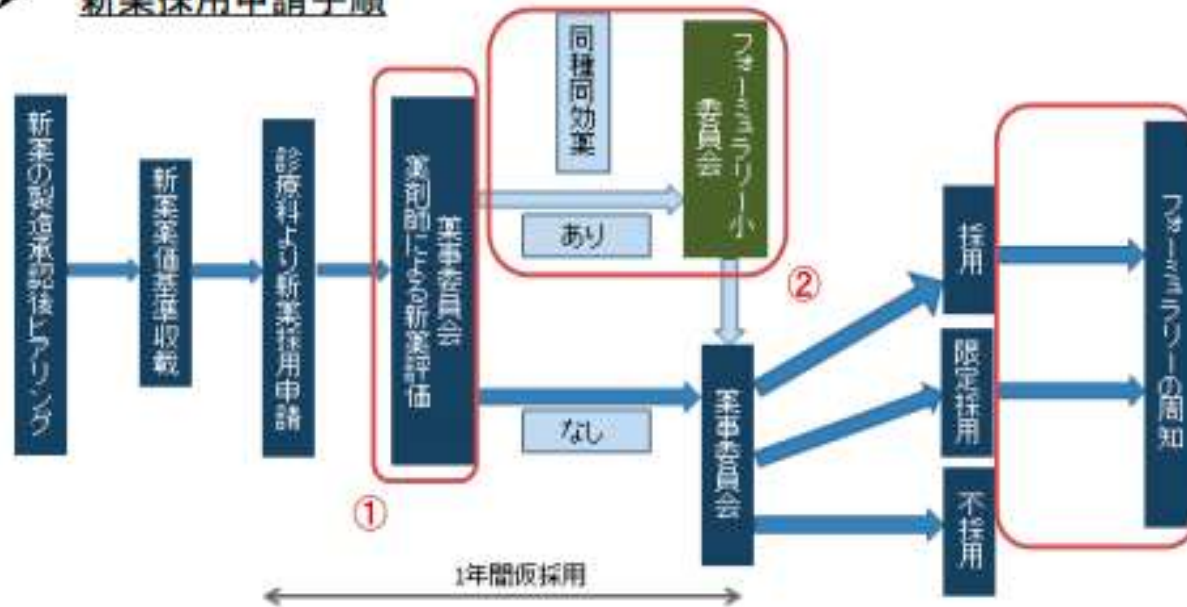 新薬採用申請手順
新薬の製造承認後ヒアリング
新薬薬価基準収載
診療科より新薬採用申請
薬事委員会
薬剤師による新薬評価
①
同種同効薬
あり
なし
フォーミュラリー小
委員会
②
薬事委員会
採用
限定採用
不採用
フォーミュラリーの周知
1年間仮採用